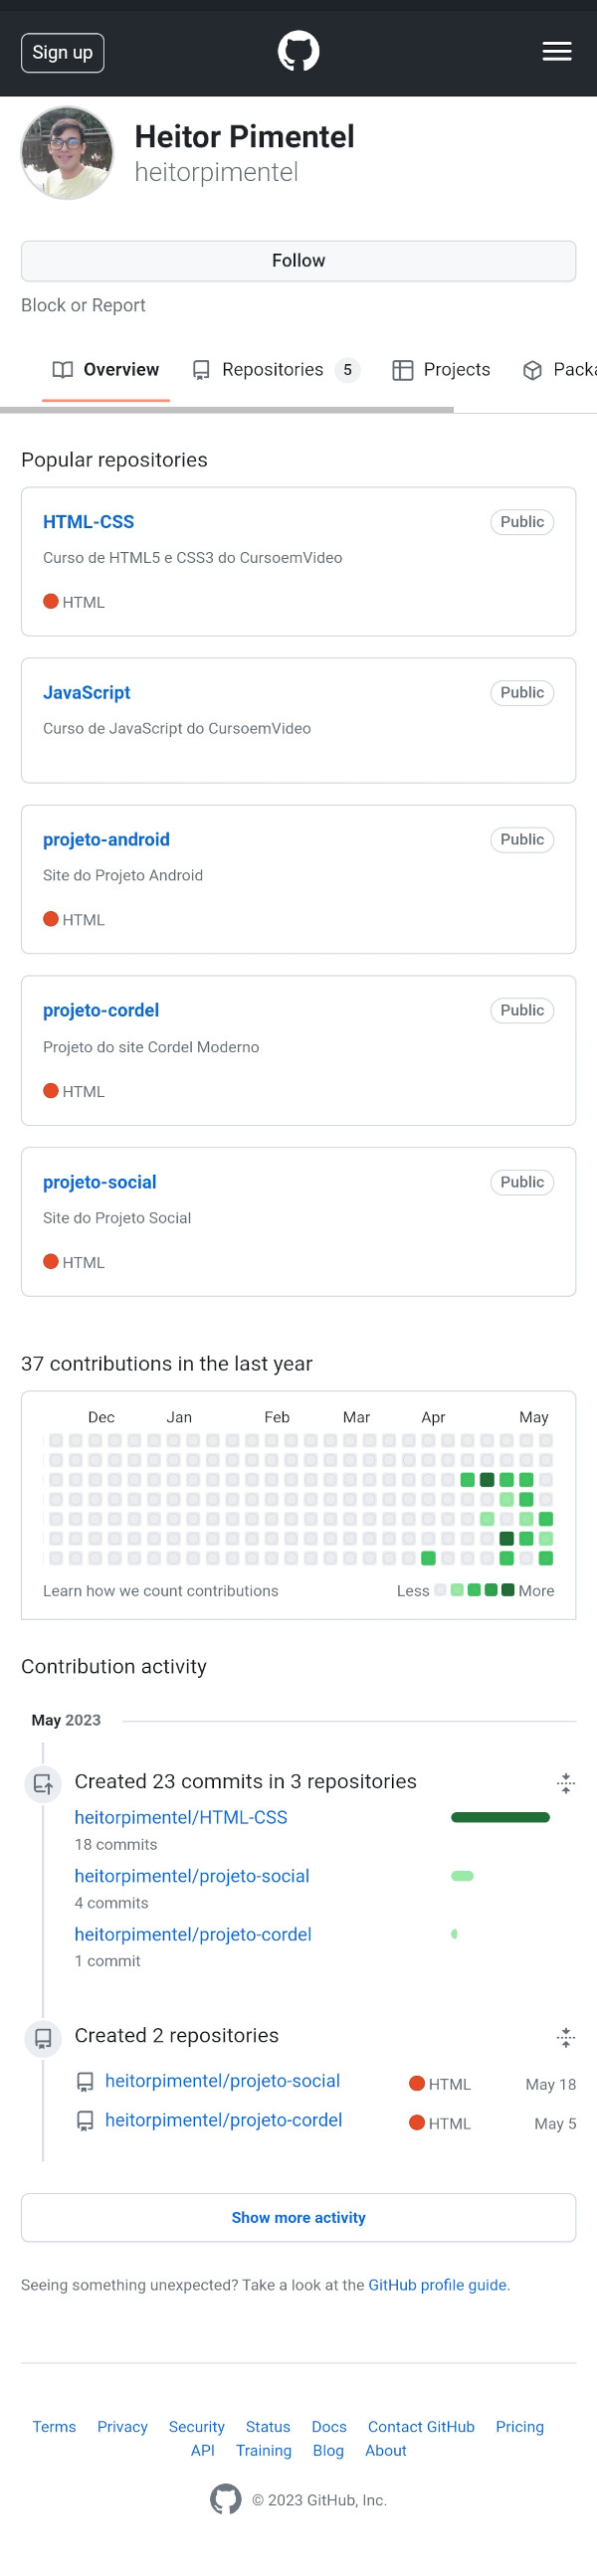 Sign up
Heitor Pimentel
heitorpimentel
Follow
Block or Report
Overview Repositories 5 Projects Packa
Popular repositories
HTML-CSS Public
Curso de HTML5 e CSS3 do CursoemVideo
HTML
JavaScript Public
Curso de JavaScript do CursoemVideo
projeto-android Public
Site do Projeto Android
HTML
projeto-cordel Public
Projeto do site Cordel Moderno
HTML
projeto-social Public
Site do Projeto Social
HTML
37 contributions in the last year
Dec Jan Feb Mar Apr May
Learn how we count contributions Less More
Contribution activity
May 2023
Created 23 commits in 3 repositories
heitorpimentel/HTML-CSS
18 commits
heitorpimentel/projeto-social
4 commits
heitorpimentel/projeto-cordel
1 commit
Created 2 repositories
heitorpimentel/projeto-social HTML May 18
heitorpimentel/projeto-cordel HTML May 5
Show more activity
Seeing something unexpected? Take a look at the GitHub profile guide.
Terms Privacy Security Status Docs Contact GitHub Pricing
API Training Blog About
© 2023 GitHub, Inc.